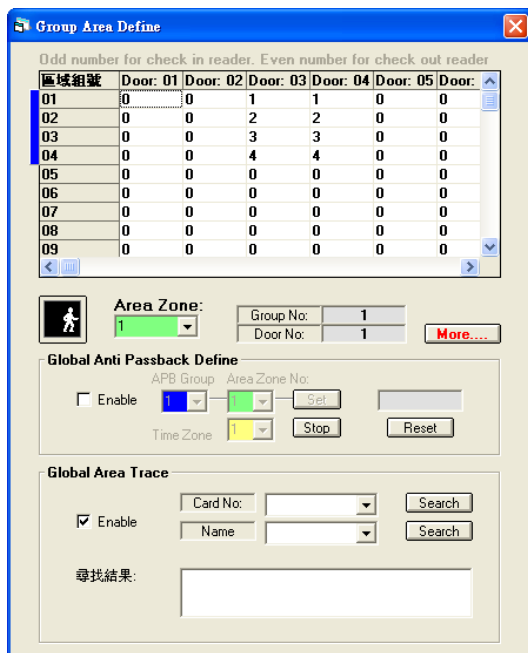 Group Area Define
Odd number for check in reader. Even number for check out reader
區域組號 Door: 01 Door: 02 Door: 03 Door: 04 Door: 05 Door:
01 0 0 1 1 0 0
02 0 0 2 2 0 0
03 0 0 3 3 0 0
04 0 0 4 4 0 0
05 0 0 0 0 0 0
06 0 0 0 0 0 0
07 0 0 0 0 0 0
08 0 0 0 0 0 0
09 0 0 0 0 0 0
Area Zone:
1
Group No: 1
Door No: 1
More....
Global Anti Passback Define
APB Group Area Zone No:
Enable 1 1 Set
Time Zone 1 Stop Reset
Global Area Trace
Card No: Search
Enable
Name Search
尋找結果: